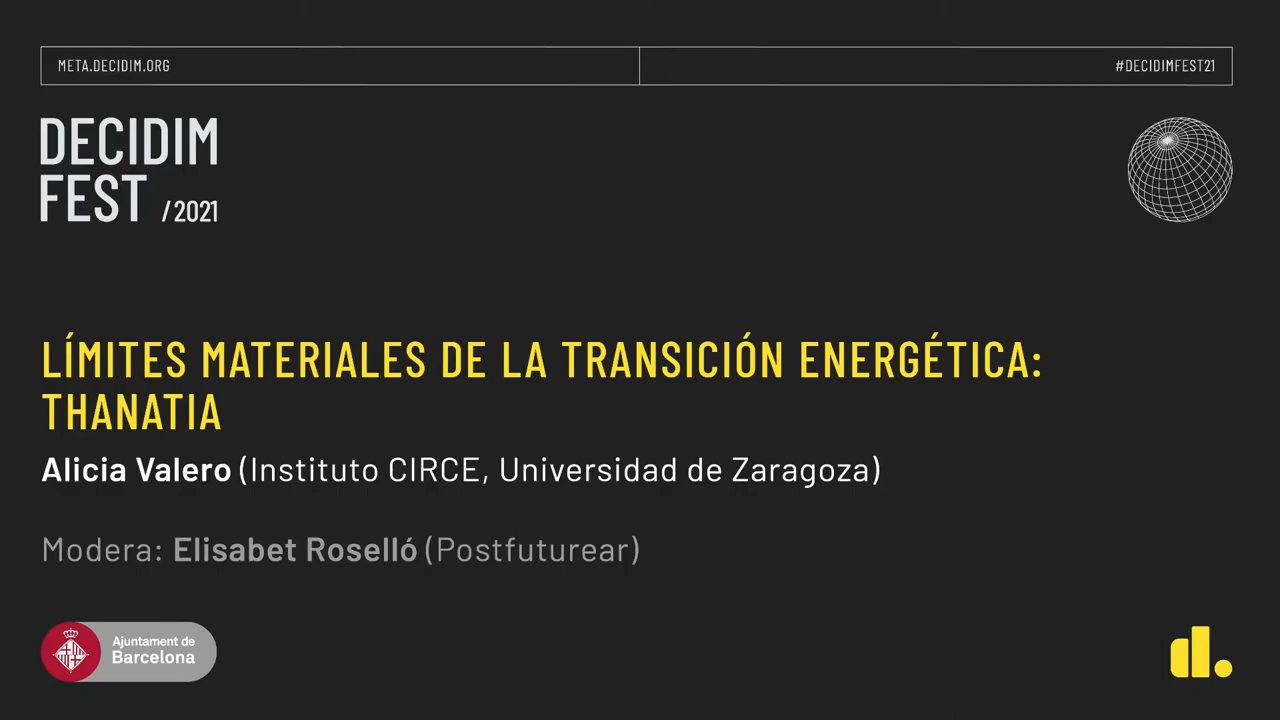 META.DECIDIM.ORG
#DECIDIMFEST21
DECIDIM
FEST /2021
LÍMITES MATERIALES DE LA TRANSICIÓN ENERGÉTICA:
THANATIA
Alicia Valero (Instituto CIRCE, Universidad de Zaragoza)
Modera: Elisabet Roselló (Postfuturear)
Ajuntament de
Barcelona
d.